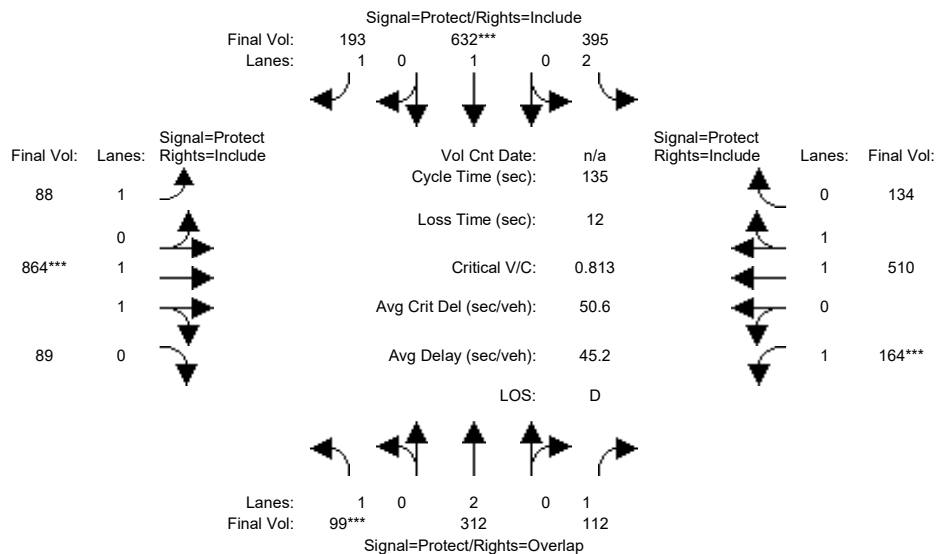 Signal=Protect/Rights=Include
Final Vol: 193 632*** 395
Lanes: 1 0 1 0 2
Signal=Protect
Final Vol: Lanes: Rights=Include
Vol Cnt Date: n/a
Signal=Protect
Rights=Include Lanes: Final Vol:
Cycle Time (sec): 135
88 1
0 134
Loss Time (sec): 12
0
1
864*** 1
Critical V/C: 0.813
1 510
1
Avg Crit Del (sec/veh): 50.6
0
89 0
Avg Delay (sec/veh): 45.2
1 164***
LOS: D
Lanes: 1 0 2 0 1
Final Vol: 99*** 312 112
Signal=Protect/Rights=Overlap